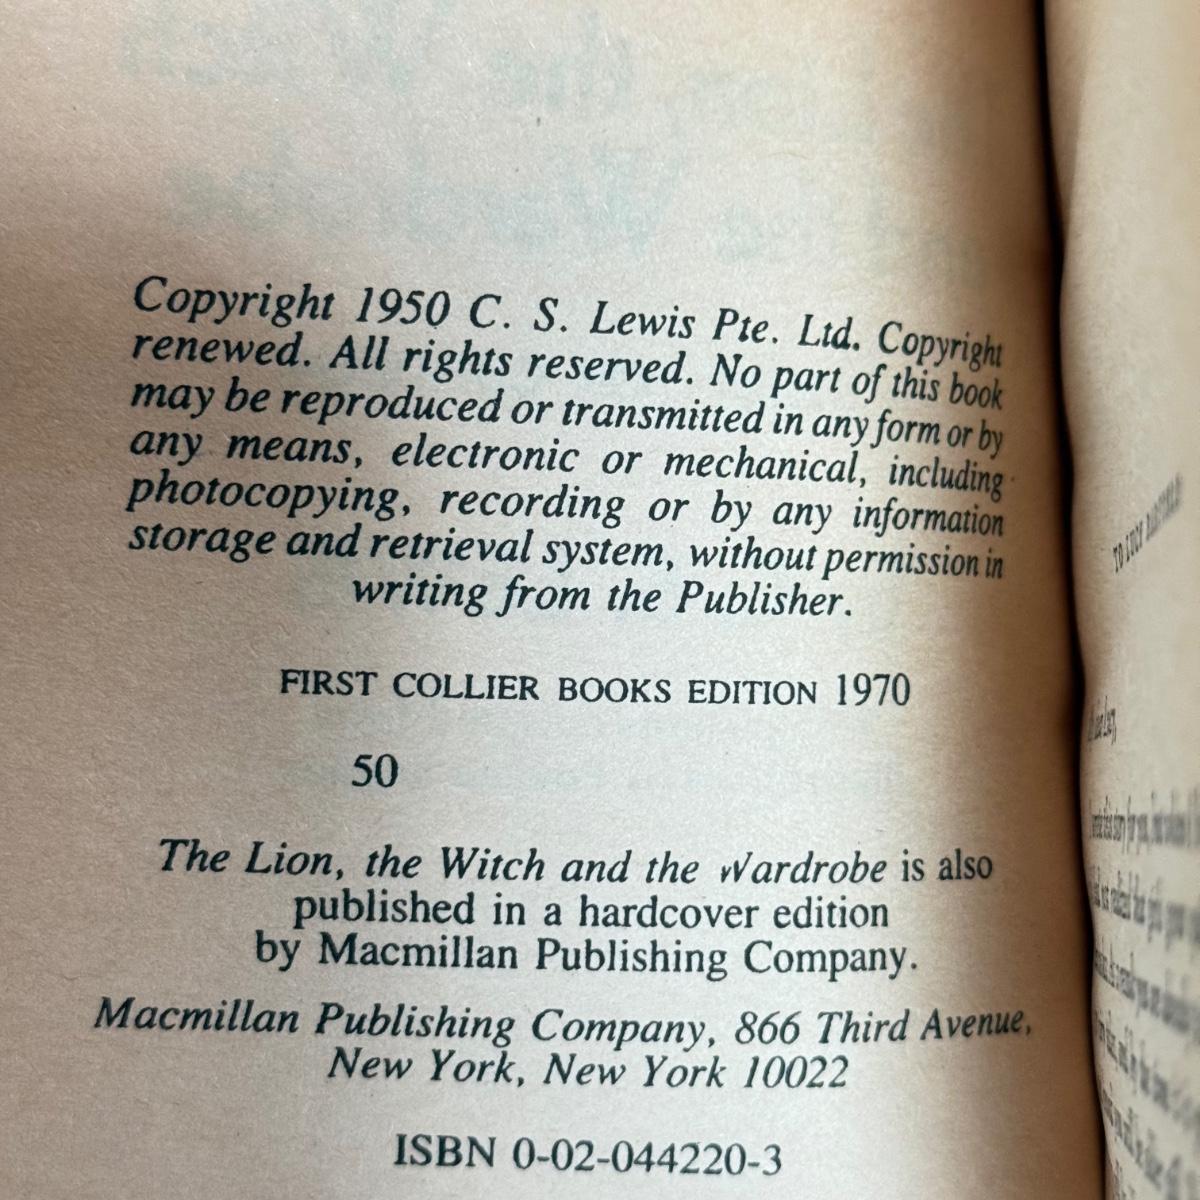 Copyright 1950 C. S. Lewis Pte. Ltd. Copyright
renewed. All rights reserved. No part of this book
may be reproduced or transmitted in any form or by
any means, electronic or mechanical, including
photocopying, recording or by any information
storage and retrieval system, without permission in
writing from the Publisher.
FIRST COLLIER BOOKS EDITION 1970
50
The Lion, the Witch and the Wardrobe is also
published in a hardcover edition
by Macmillan Publishing Company.
Macmillan Publishing Company, 866 Third Avenue,
New York, New York 10022
ISBN 0-02-044220-3
TO LUCY